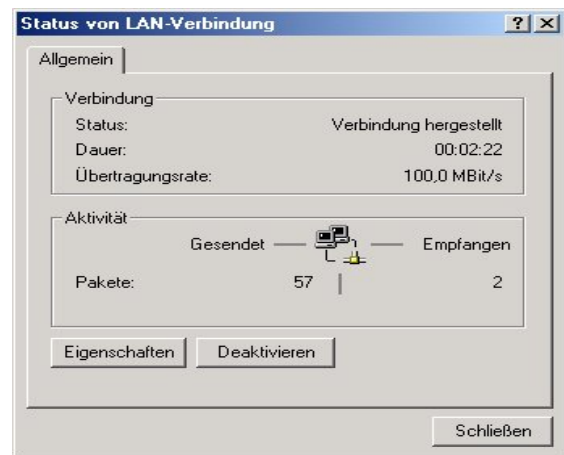 Status von LAN-Verbindung
Allgemein
Verbindung
Status: Verbindung hergestellt
Dauer: 00:02:22
Übertragungsrate: 100,0 MBit/s
Aktivität
Gesendet Empfangen
Pakete: 57 2
Eigenschaften Deaktivieren
Schließen